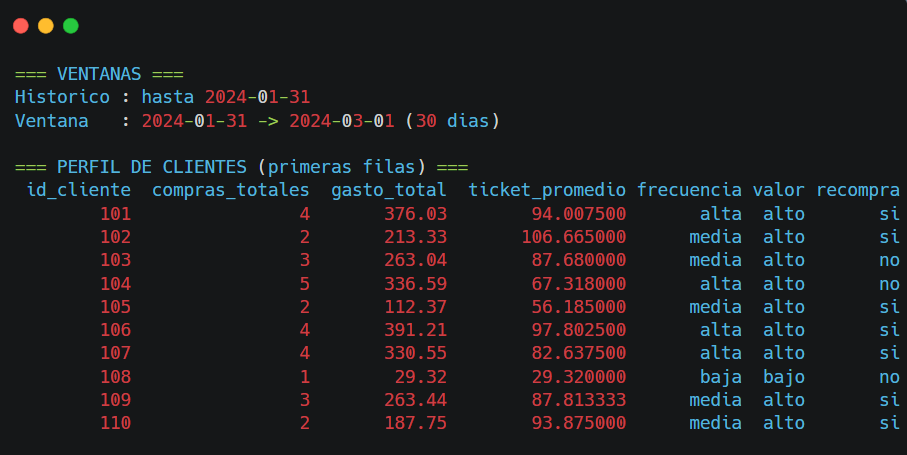 === VENTANAS ===
Historico : hasta 2024-01-31
Ventana   : 2024-01-31 -> 2024-03-01 (30 dias)
=== PERFIL DE CLIENTES (primeras filas) ===
id_cliente  compras_totales  gasto_total  ticket_promedio frecuencia valor recompra
101                4       376.03        94.007500       alta  alto       si
102                2       213.33       106.665000      media  alto       si
103                3       263.04        87.680000      media  alto       no
104                5       336.59        67.318000       alta  alto       no
105                2       112.37        56.185000      media  alto       si
106                4       391.21        97.802500       alta  alto       si
107                4       330.55        82.637500       alta  alto       si
108                1        29.32        29.320000       baja  bajo       no
109                3       263.44        87.813333      media  alto       si
110                2       187.75        93.875000      media  alto       si